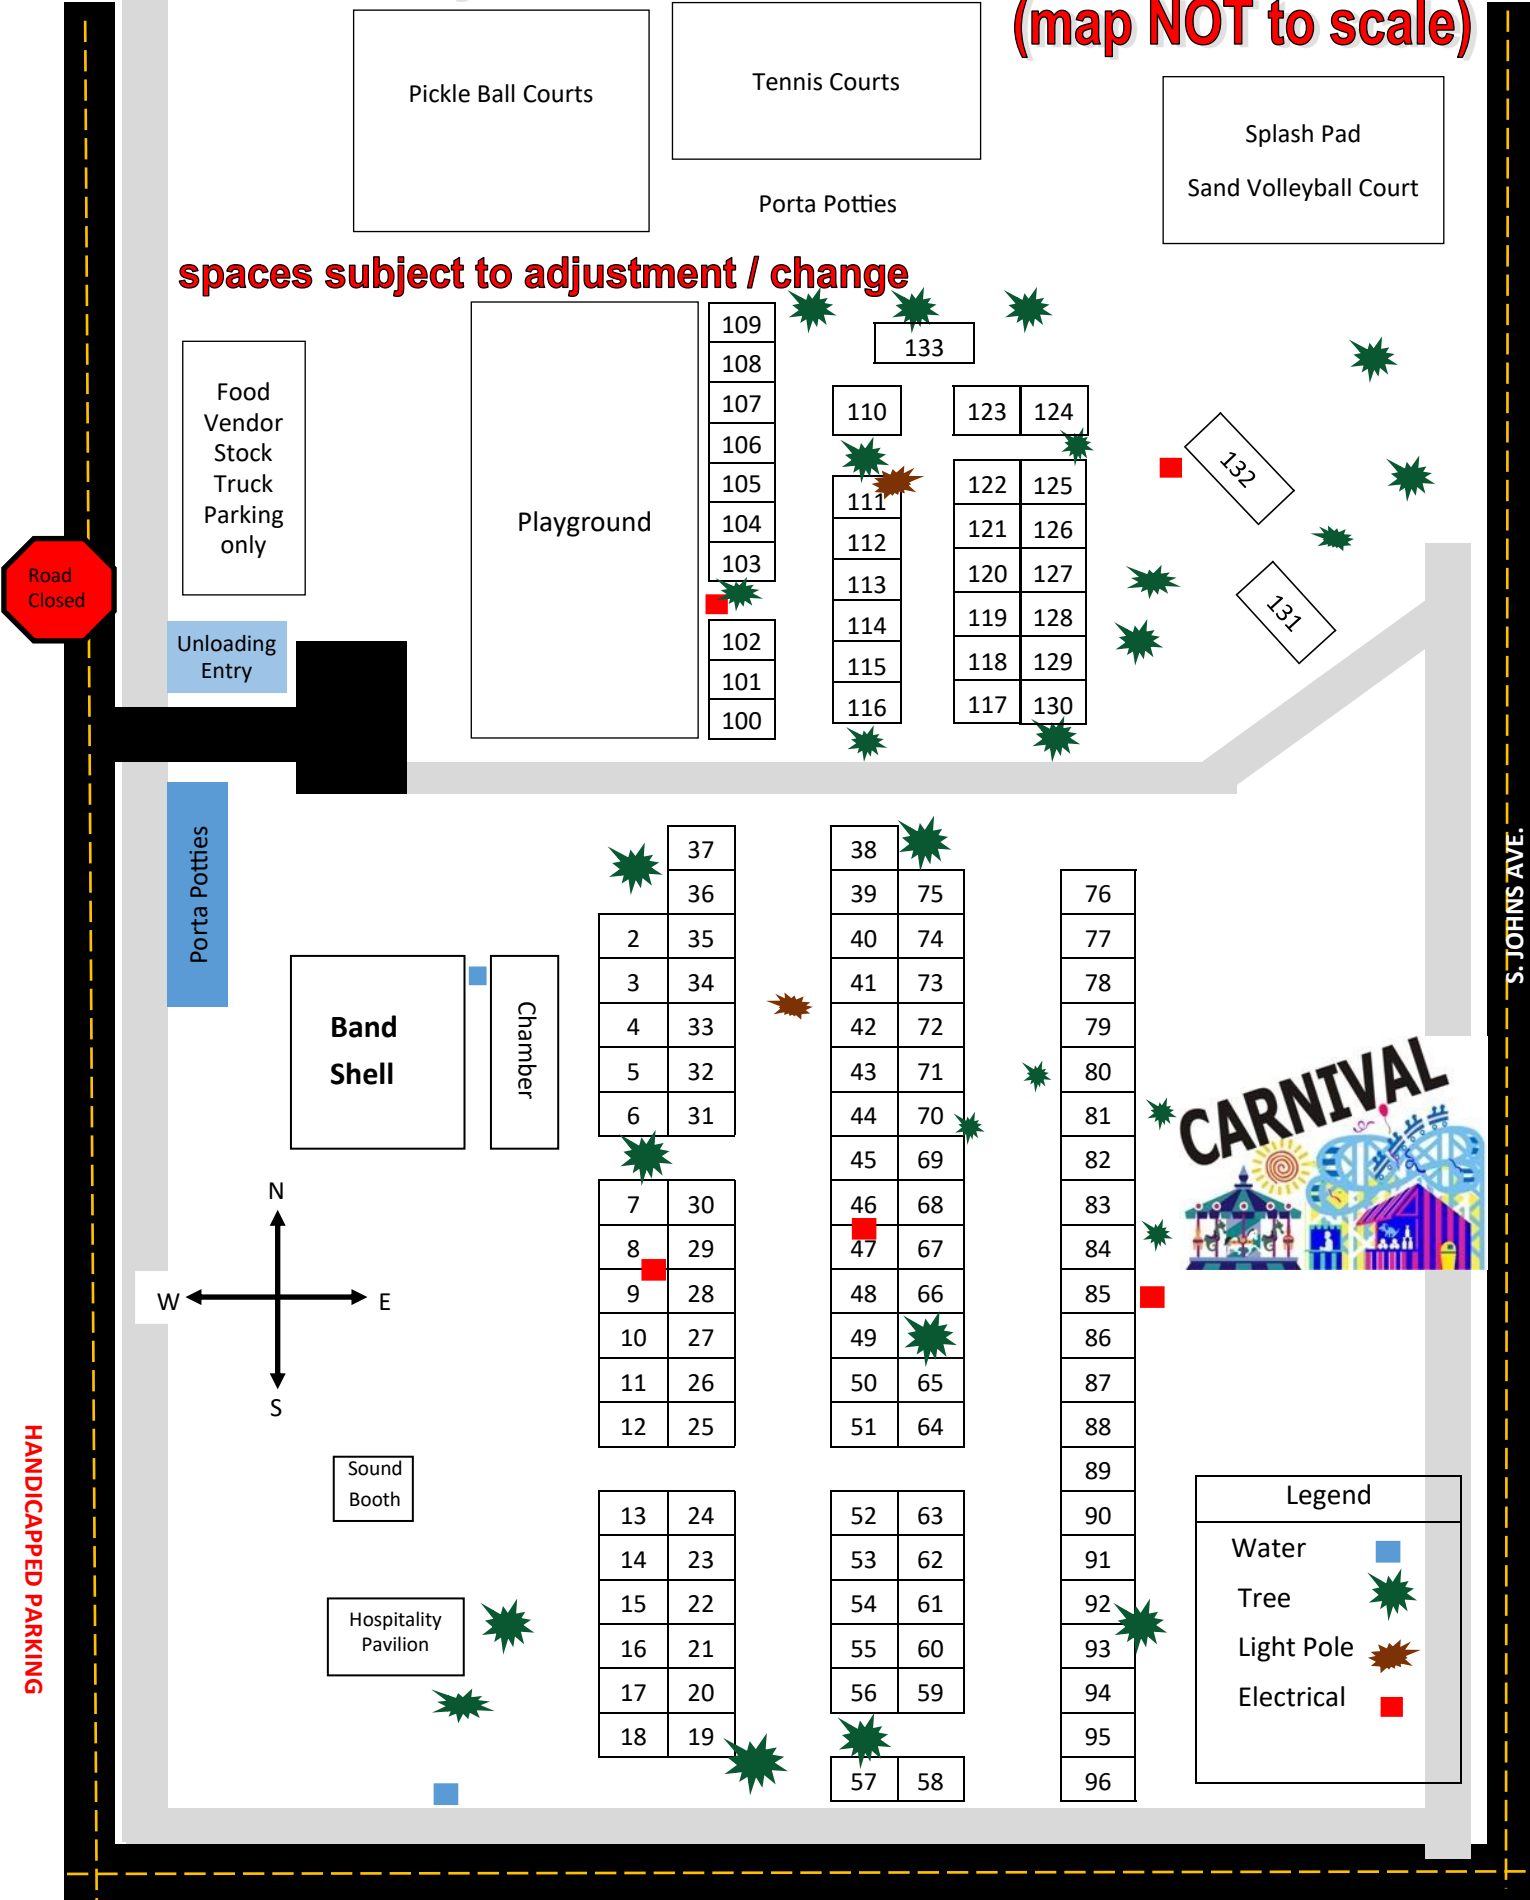 (map NOT to scale)
Pickle Ball Courts
Tennis Courts
Splash Pad
Sand Volleyball Court
Porta Potties
spaces subject to adjustment / change
Food
Vendor
Stock
Truck
Parking
only
Playground
109
108
107
106
105
104
103
102
101
100
133
110
111
112
113
114
115
116
123 124
122 125
121 126
120 127
119 128
118 129
117 130
132
131
Road
Closed
Unloading
Entry
Porta Potties
S. JOHNS AVE.
Band
Shell
Chamber
37
36
2 35
3 34
4 33
5 32
6 31
7 30
8 29
9 28
10 27
11 26
12 25
13 24
14 23
15 22
16 21
17 20
18 19
38
39 75
40 74
41 73
42 72
43 71
44 70
45 69
46 68
47 67
48 66
49
50 65
51 64
52 63
53 62
54 61
55 60
56 59
57 58
76
77
78
79
80
81
82
83
84
85
86
87
88
89
90
91
92
93
94
95
96
CARNIVAL
N
W E
S
HANDICAPPED PARKING
Sound
Booth
Hospitality
Pavilion
Legend
Water
Tree
Light Pole
Electrical